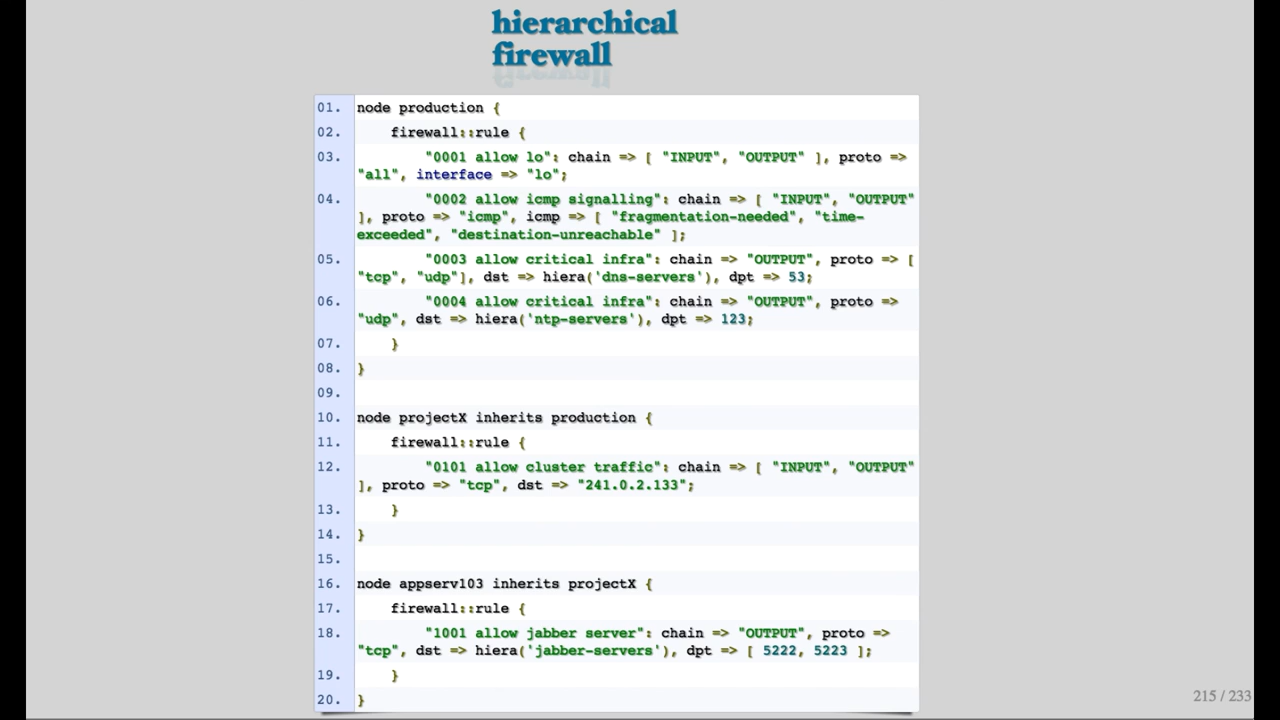 hierarchical
firewall
01. node production {
02. firewall::rule {
03. "0001 allow lo": chain => [ "INPUT", "OUTPUT" ], proto =>
"all", interface => "lo";
04. "0002 allow icmp signalling": chain => [ "INPUT", "OUTPUT"
], proto => "icmp", icmp => [ "fragmentation-needed", "time-
exceeded", "destination-unreachable" ];
05. "0003 allow critical infra": chain => "OUTPUT", proto => [
"tcp", "udp"], dst => hiera('dns-servers'), dpt => 53;
06. "0004 allow critical infra": chain => "OUTPUT", proto =>
"udp", dst => hiera('ntp-servers'), dpt => 123;
07. }
08. }
09.
10. node projectX inherits production {
11. firewall::rule {
12. "0101 allow cluster traffic": chain => [ "INPUT", "OUTPUT"
], proto => "tcp", dst => "241.0.2.133";
13. }
14. }
15.
16. node appserv103 inherits projectX {
17. firewall::rule {
18. "1001 allow jabber server": chain => "OUTPUT", proto =>
"tcp", dst => hiera('jabber-servers'), dpt => [ 5222, 5223 ];
19. }
20. }
215 / 233